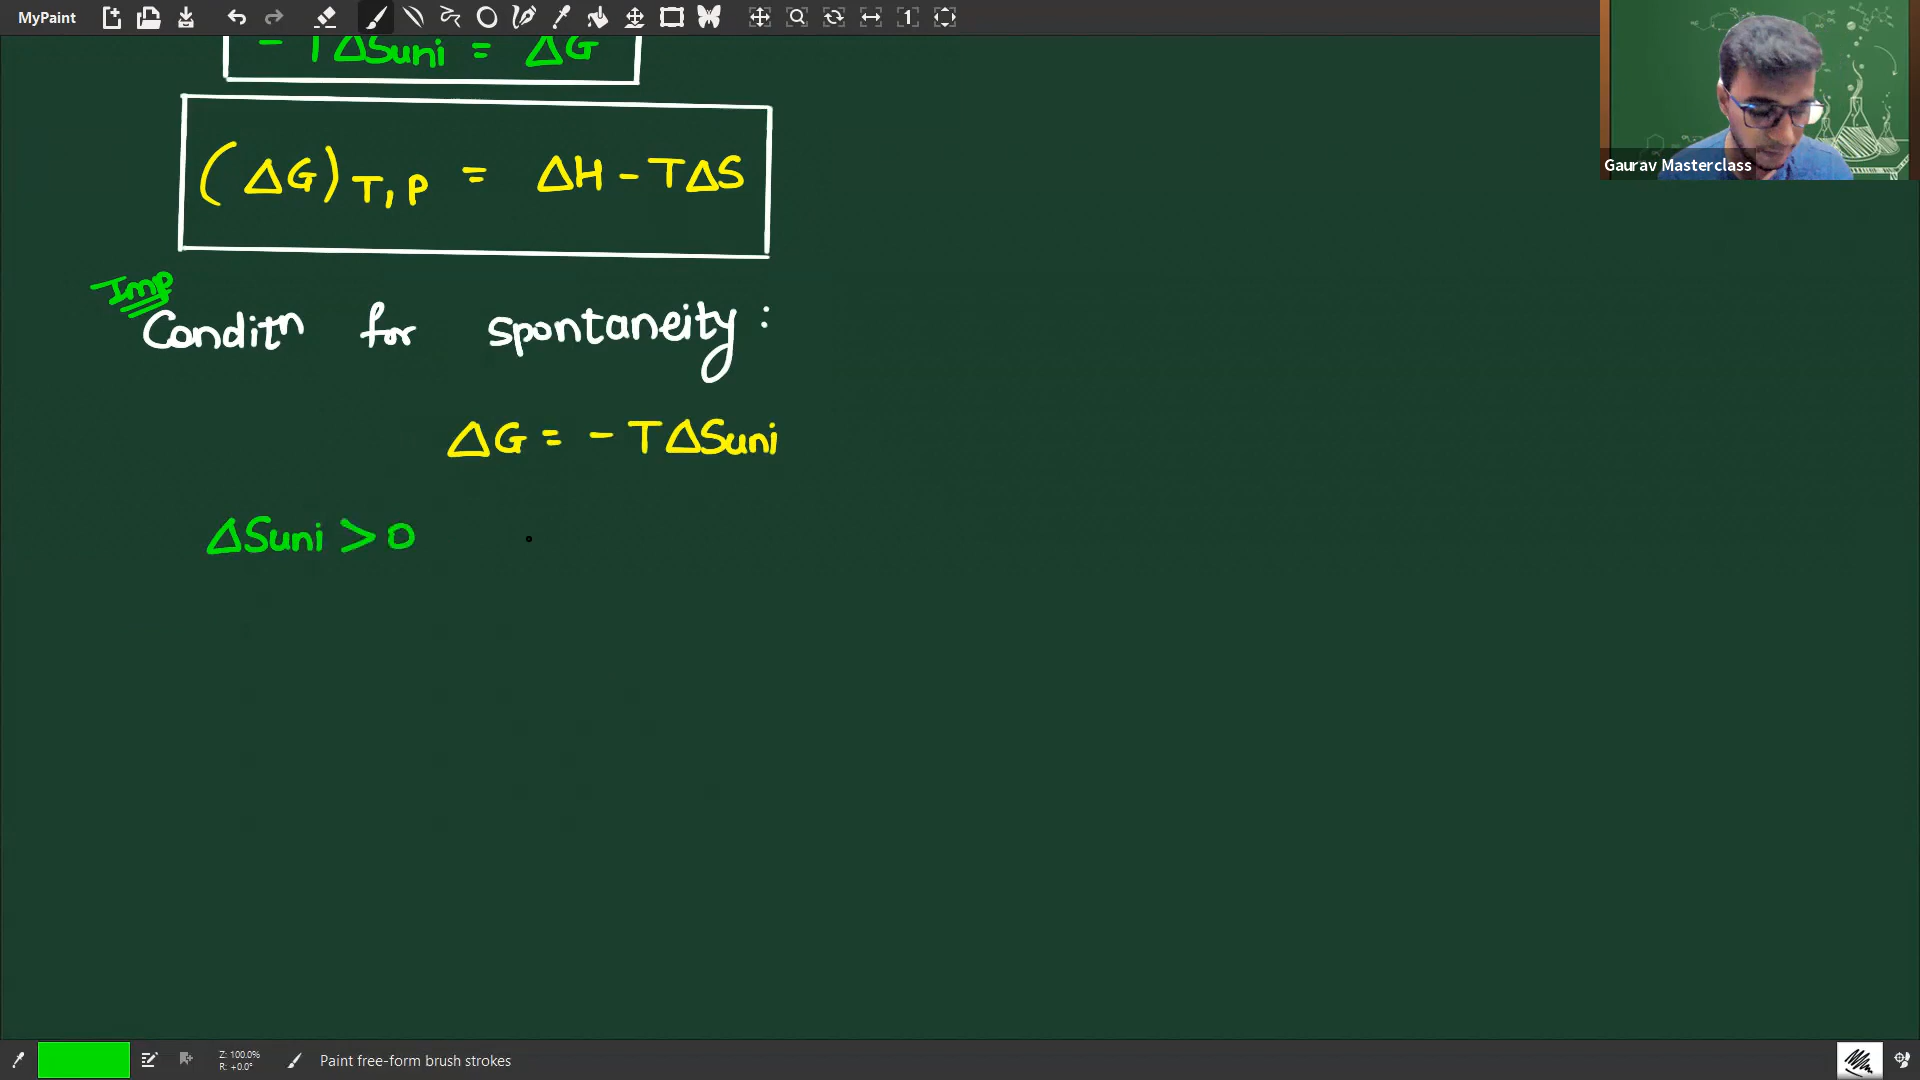 MyPaint
- TΔSuni = ΔG
(ΔG)T,P = ΔH - TΔS
Imp
Conditn for spontaneity :
ΔG = - TΔSuni
ΔSuni > 0
Gaurav Masterclass
Z: 100.0%
R: +0.0°
Paint free-form brush strokes